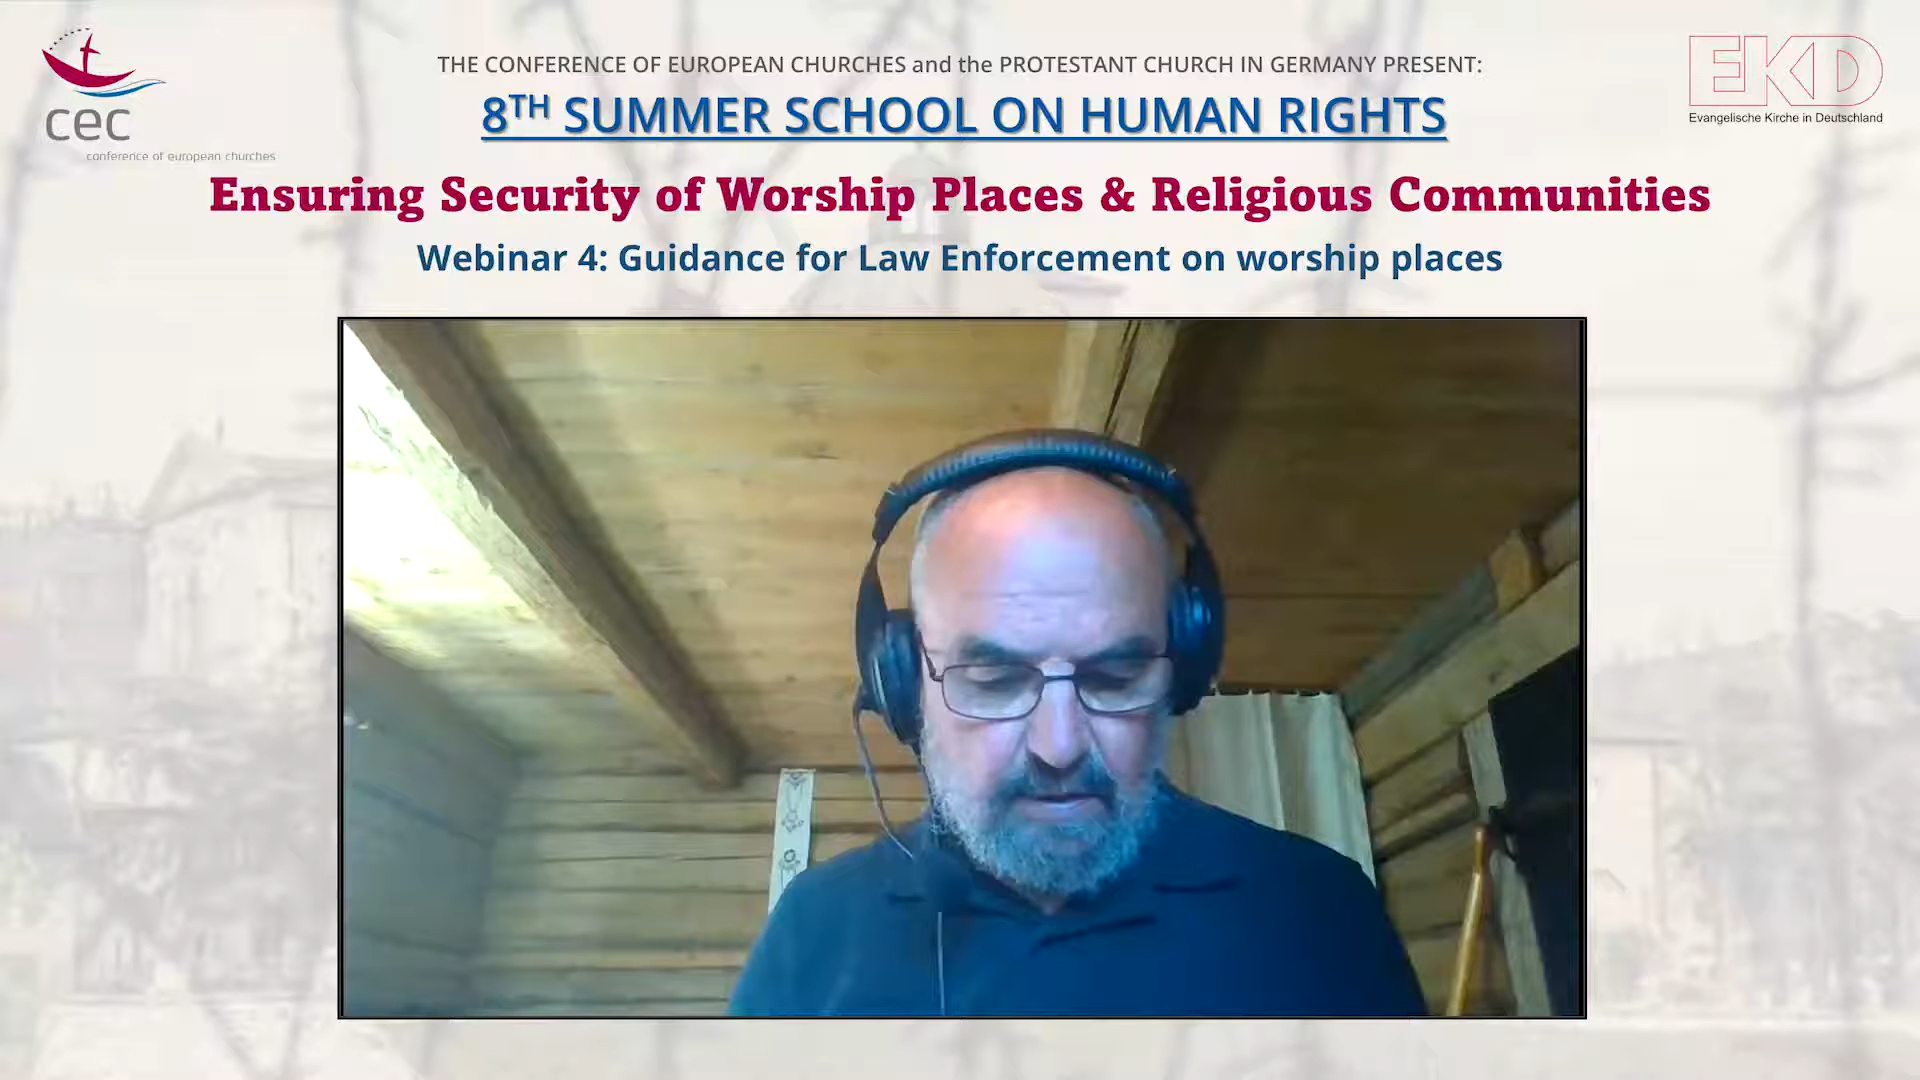 cec
conference of european churches
THE CONFERENCE OF EUROPEAN CHURCHES and the PROTESTANT CHURCH IN GERMANY PRESENT:
8TH SUMMER SCHOOL ON HUMAN RIGHTS
EKD
Evangelische Kirche in Deutschland
Ensuring Security of Worship Places & Religious Communities
Webinar 4: Guidance for Law Enforcement on worship places